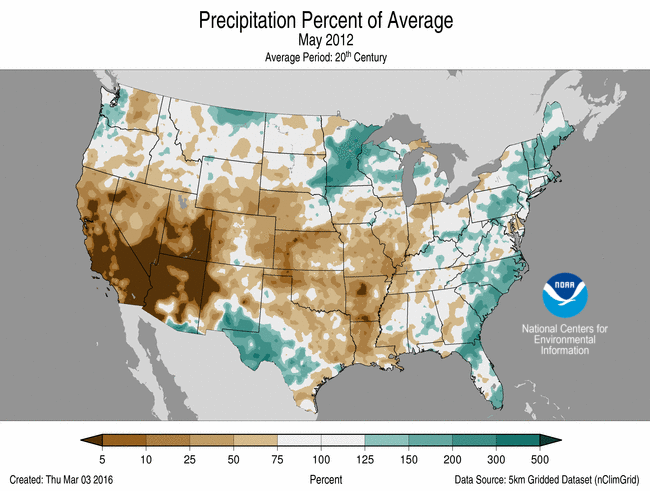 Precipitation Percent of Average
May 2012
Average Period: 20th Century
NOAA
National Centers for
Environmental
Information
5 10 25 50 75 100 125 150 200 300 500
Created: Thu Mar 03 2016 Percent Data Source: 5km Gridded Dataset (nClimGrid)